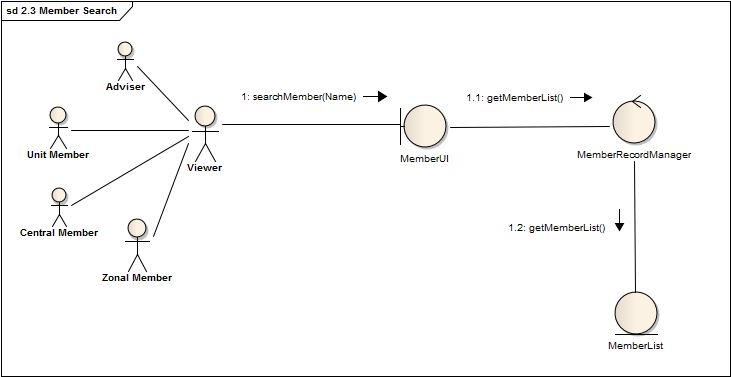 sd 2.3 Member Search
Adviser
Unit Member
Central Member
Zonal Member
Viewer
1: searchMember(Name)
MemberUI
1.1: getMemberList()
MemberRecordManager
1.2: getMemberList()
MemberList